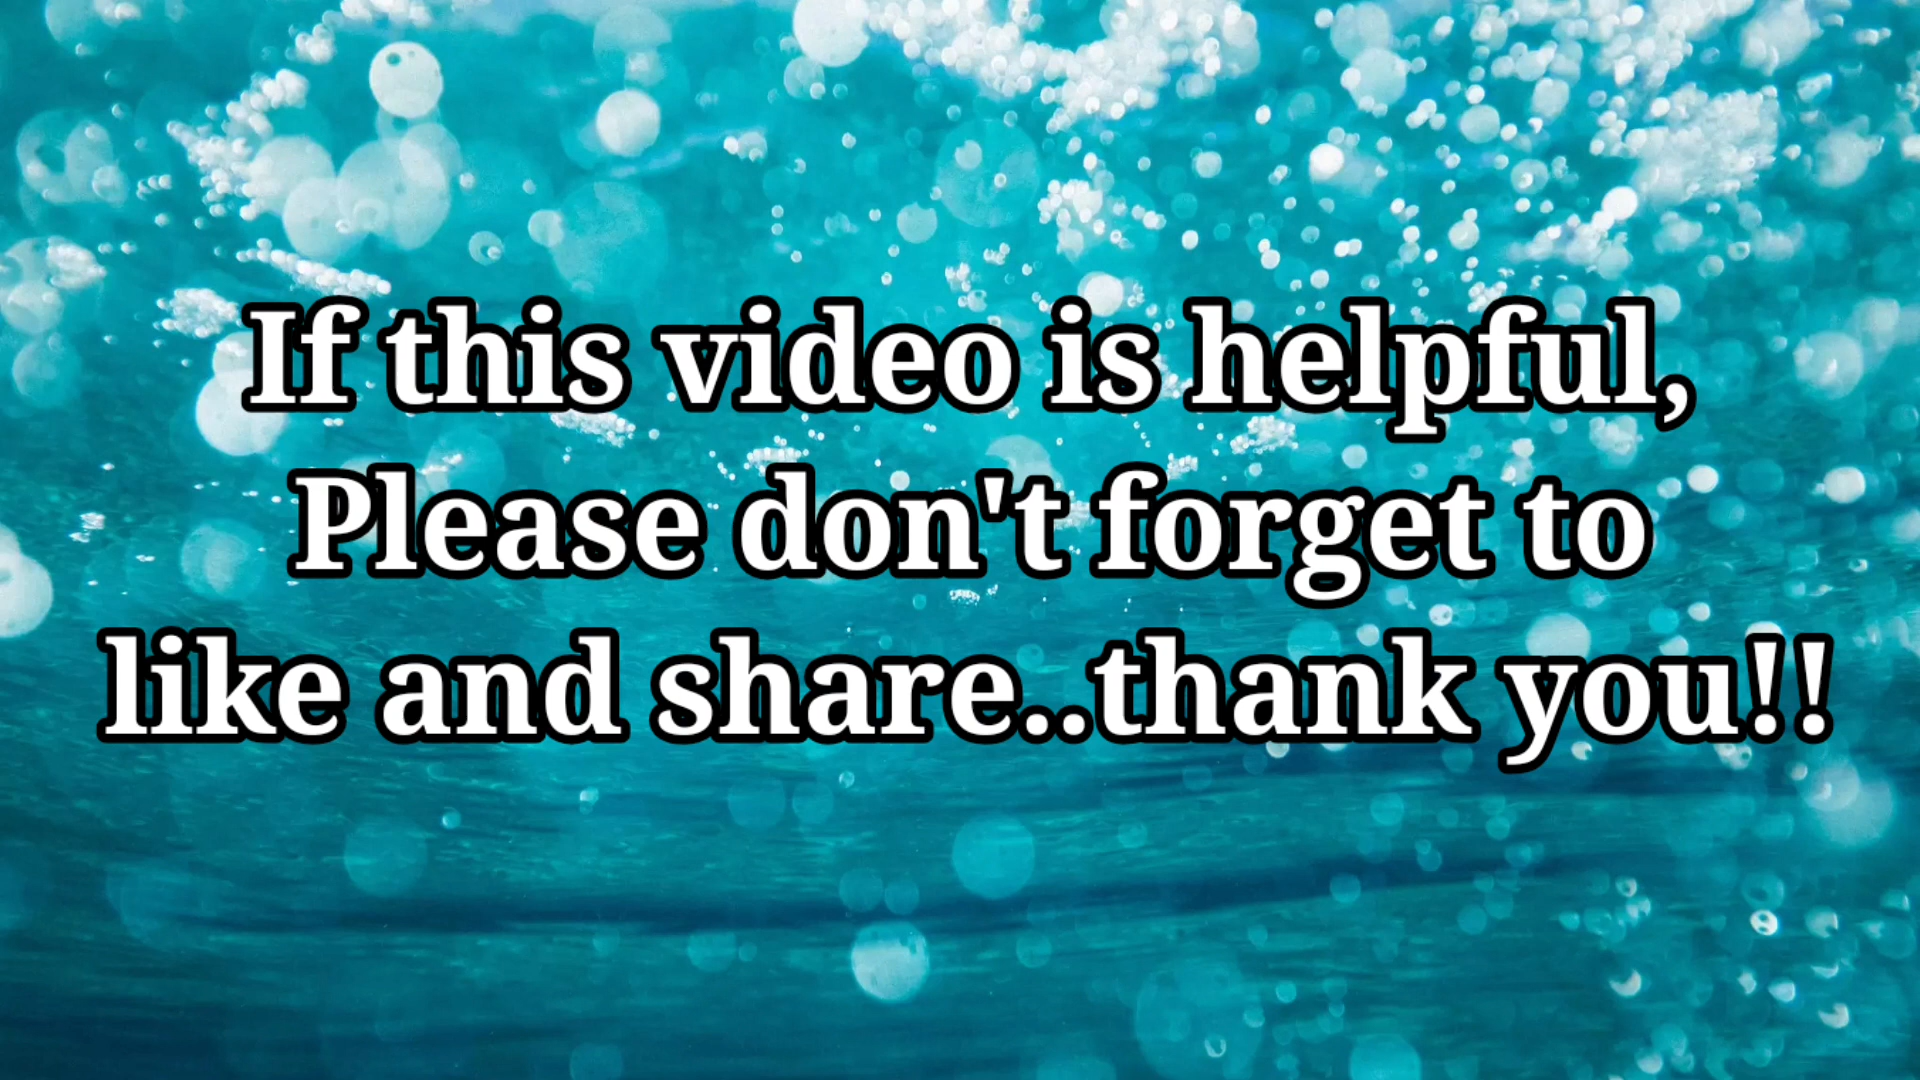 If this video is helpful,
Please don't forget to
like and share..thank you!!